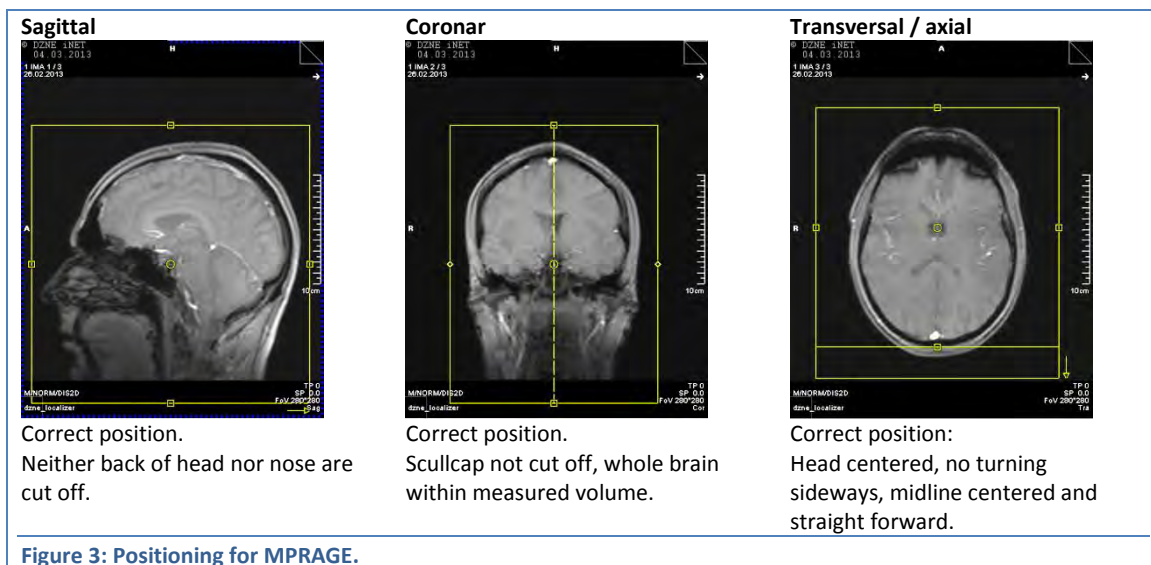 Sagittal
© DZNE iNET
04.03.2013
H
1 IMA 1 / 3
26.02.2013
A
10cm
TP 0
M/NORM/DIS2D
SP 0.0
FoV 280*280
dzne_localizer
Sag
Correct position.
Neither back of head nor nose are
cut off.
Coronar
© DZNE iNET
04.03.2013
H
1 IMA 2 / 3
26.02.2013
R
10cm
TP 0
M/NORM/DIS2D
SP 0.0
FoV 280*280
dzne_localizer
Cor
Correct position.
Scullcap not cut off, whole brain
within measured volume.
Transversal / axial
© DZNE iNET
04.03.2013
A
1 IMA 3 / 3
26.02.2013
R
10cm
TP 0
M/NORM/DIS2D
SP 0.0
FoV 280*280
dzne_localizer
Tra
Correct position:
Head centered, no turning
sideways, midline centered and
straight forward.
Figure 3: Positioning for MPRAGE.